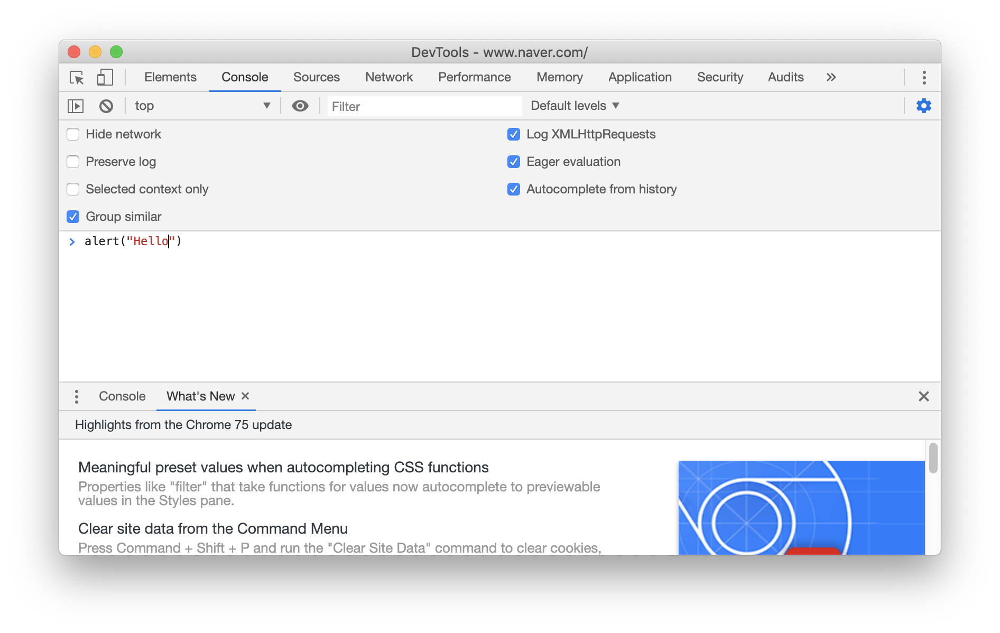 DevTools - www.naver.com/
Elements Console Sources Network Performance Memory Application Security Audits »
top ▼ Filter Default levels ▼
Hide network Log XMLHttpRequests
Preserve log Eager evaluation
Selected context only Autocomplete from history
Group similar
> alert("Hello")
Console What's New ×
Highlights from the Chrome 75 update
Meaningful preset values when autocompleting CSS functions
Properties like "filter" that take functions for values now autocomplete to previewable
values in the Styles pane.
Clear site data from the Command Menu
Press Command + Shift + P and run the "Clear Site Data" command to clear cookies,